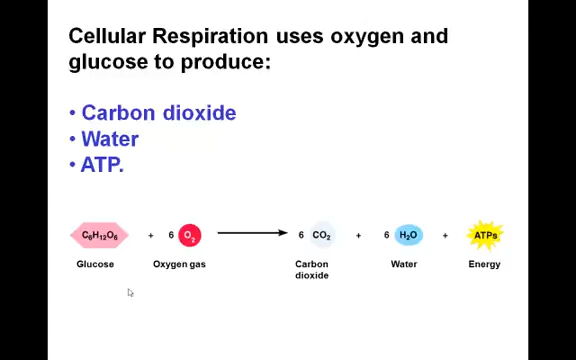 Cellular Respiration uses oxygen and
glucose to produce:
• Carbon dioxide
• Water
• ATP.
C₆H₁₂O₆ + 6 O₂ → 6 CO₂ + 6 H₂O + ATPs
Glucose Oxygen gas Carbon dioxide Water Energy